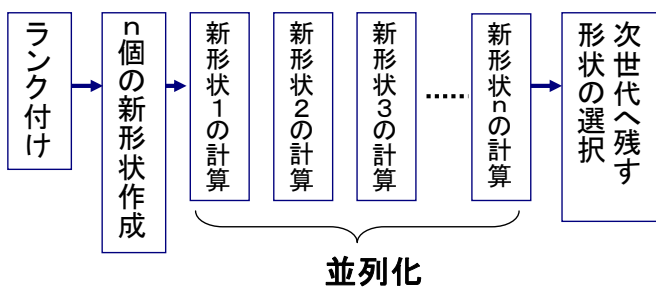 ランク付け
n個の新形状作成
新形状1の計算
新形状2の計算
新形状3の計算
……
新形状nの計算
次世代へ残す
形状の選択
並列化